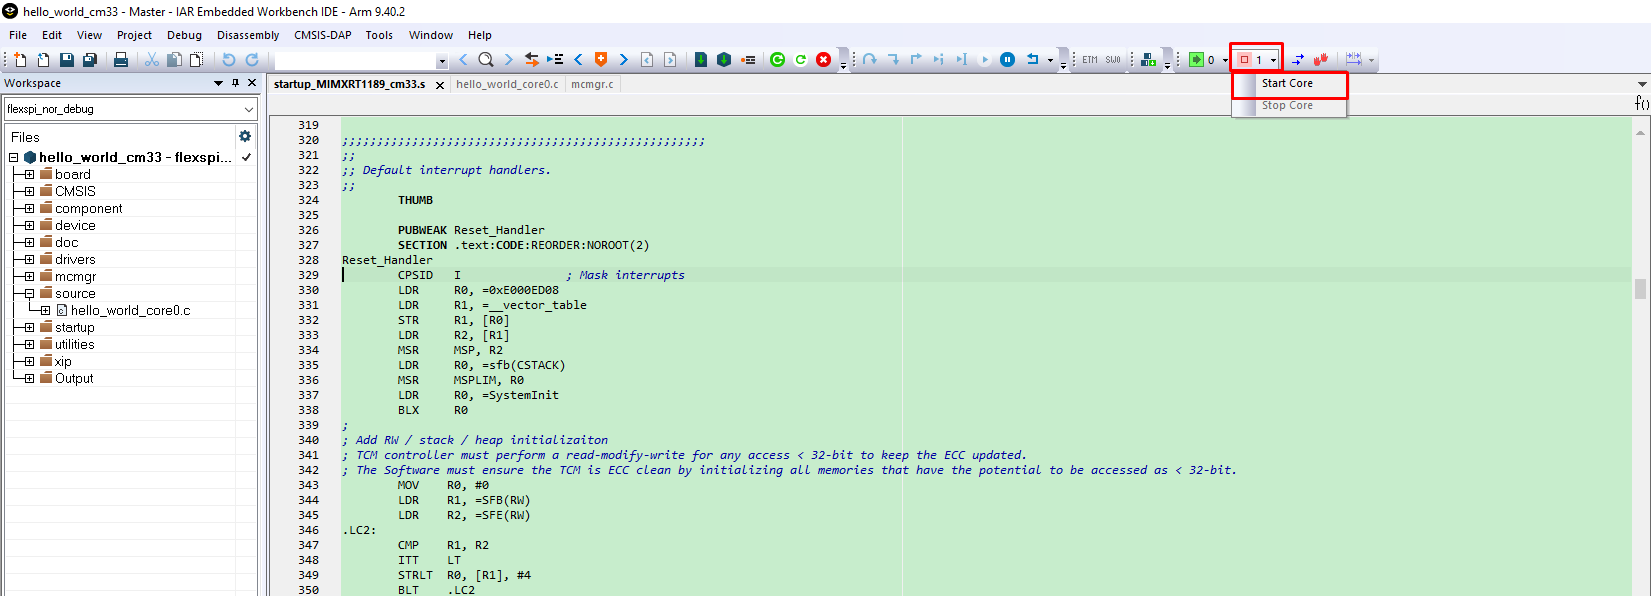 hello_world_cm33 - Master - IAR Embedded Workbench IDE - Arm 9.40.2
File Edit View Project Debug Disassembly CMSIS-DAP Tools Window Help
ETM SWO 0 1
Start Core
Stop Core
Workspace
flexspi_nor_debug
Files
hello_world_cm33 - flexspi...
board
CMSIS
component
device
doc
drivers
mcmgr
source
hello_world_core0.c
startup
utilities
xip
Output
startup_MIMXRT1189_cm33.s hello_world_core0.c mcmgr.c
f()
319
320 ;;;;;;;;;;;;;;;;;;;;;;;;;;;;;;;;;;;;;;;;;;;;;;;;;;;;
321 ;;
322 ;; Default interrupt handlers.
323 ;;
324 THUMB
325
326 PUBWEAK Reset_Handler
327 SECTION .text:CODE:REORDER:NOROOT(2)
328 Reset_Handler
329 CPSID I ; Mask interrupts
330 LDR R0, =0xE000ED08
331 LDR R1, =__vector_table
332 STR R1, [R0]
333 LDR R2, [R1]
334 MSR MSP, R2
335 LDR R0, =sfb(CSTACK)
336 MSR MSPLIM, R0
337 LDR R0, =SystemInit
338 BLX R0
339 ;
340 ; Add RW / stack / heap initializaiton
341 ; TCM controller must perform a read-modify-write for any access < 32-bit to keep the ECC updated.
342 ; The Software must ensure the TCM is ECC clean by initializing all memories that have the potential to be accessed as < 32-bit.
343 MOV R0, #0
344 LDR R1, =SFB(RW)
345 LDR R2, =SFE(RW)
346 .LC2:
347 CMP R1, R2
348 ITT LT
349 STRLT R0, [R1], #4
350 BLT .LC2